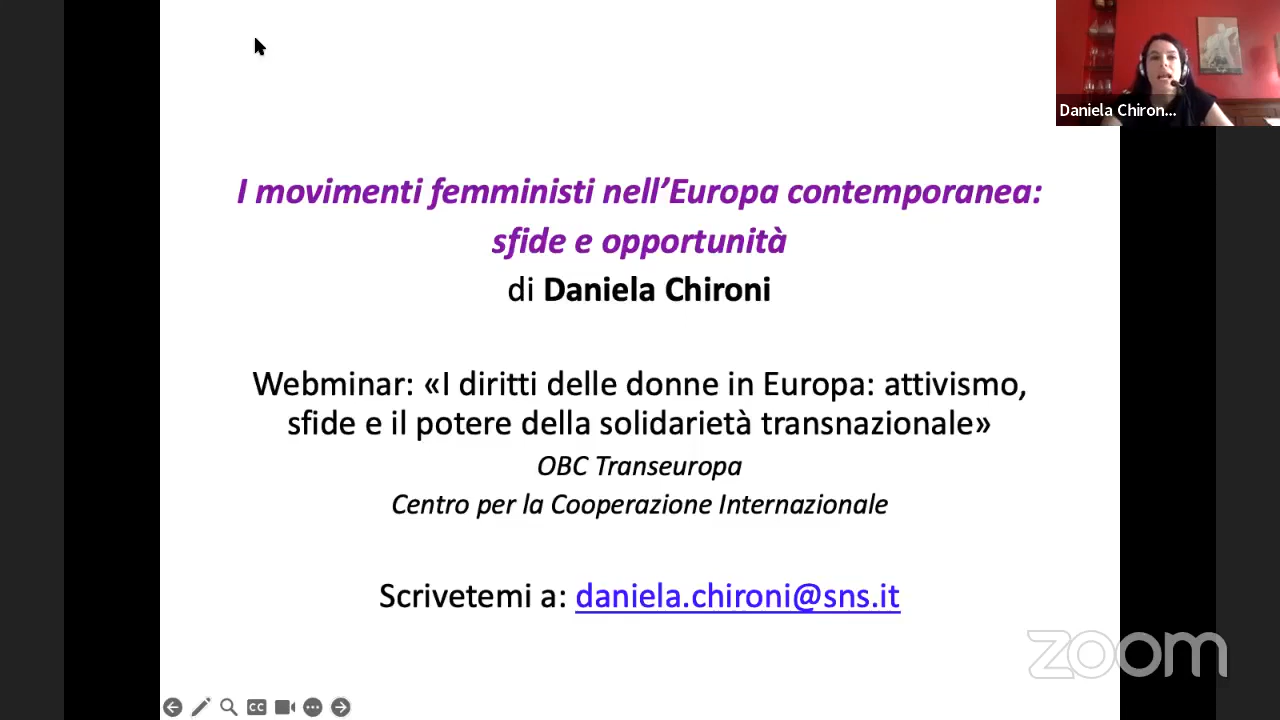 Daniela Chiron...
I movimenti femministi nell’Europa contemporanea:
sfide e opportunità
di Daniela Chironi
Webminar: «I diritti delle donne in Europa: attivismo,
sfide e il potere della solidarietà transnazionale»
OBC Transeuropa
Centro per la Cooperazione Internazionale
Scrivetemi a: daniela.chironi@sns.it
zoom
CC